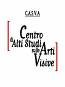 CASVA
Centro
di Alti Studi
sulle Arti
Visive